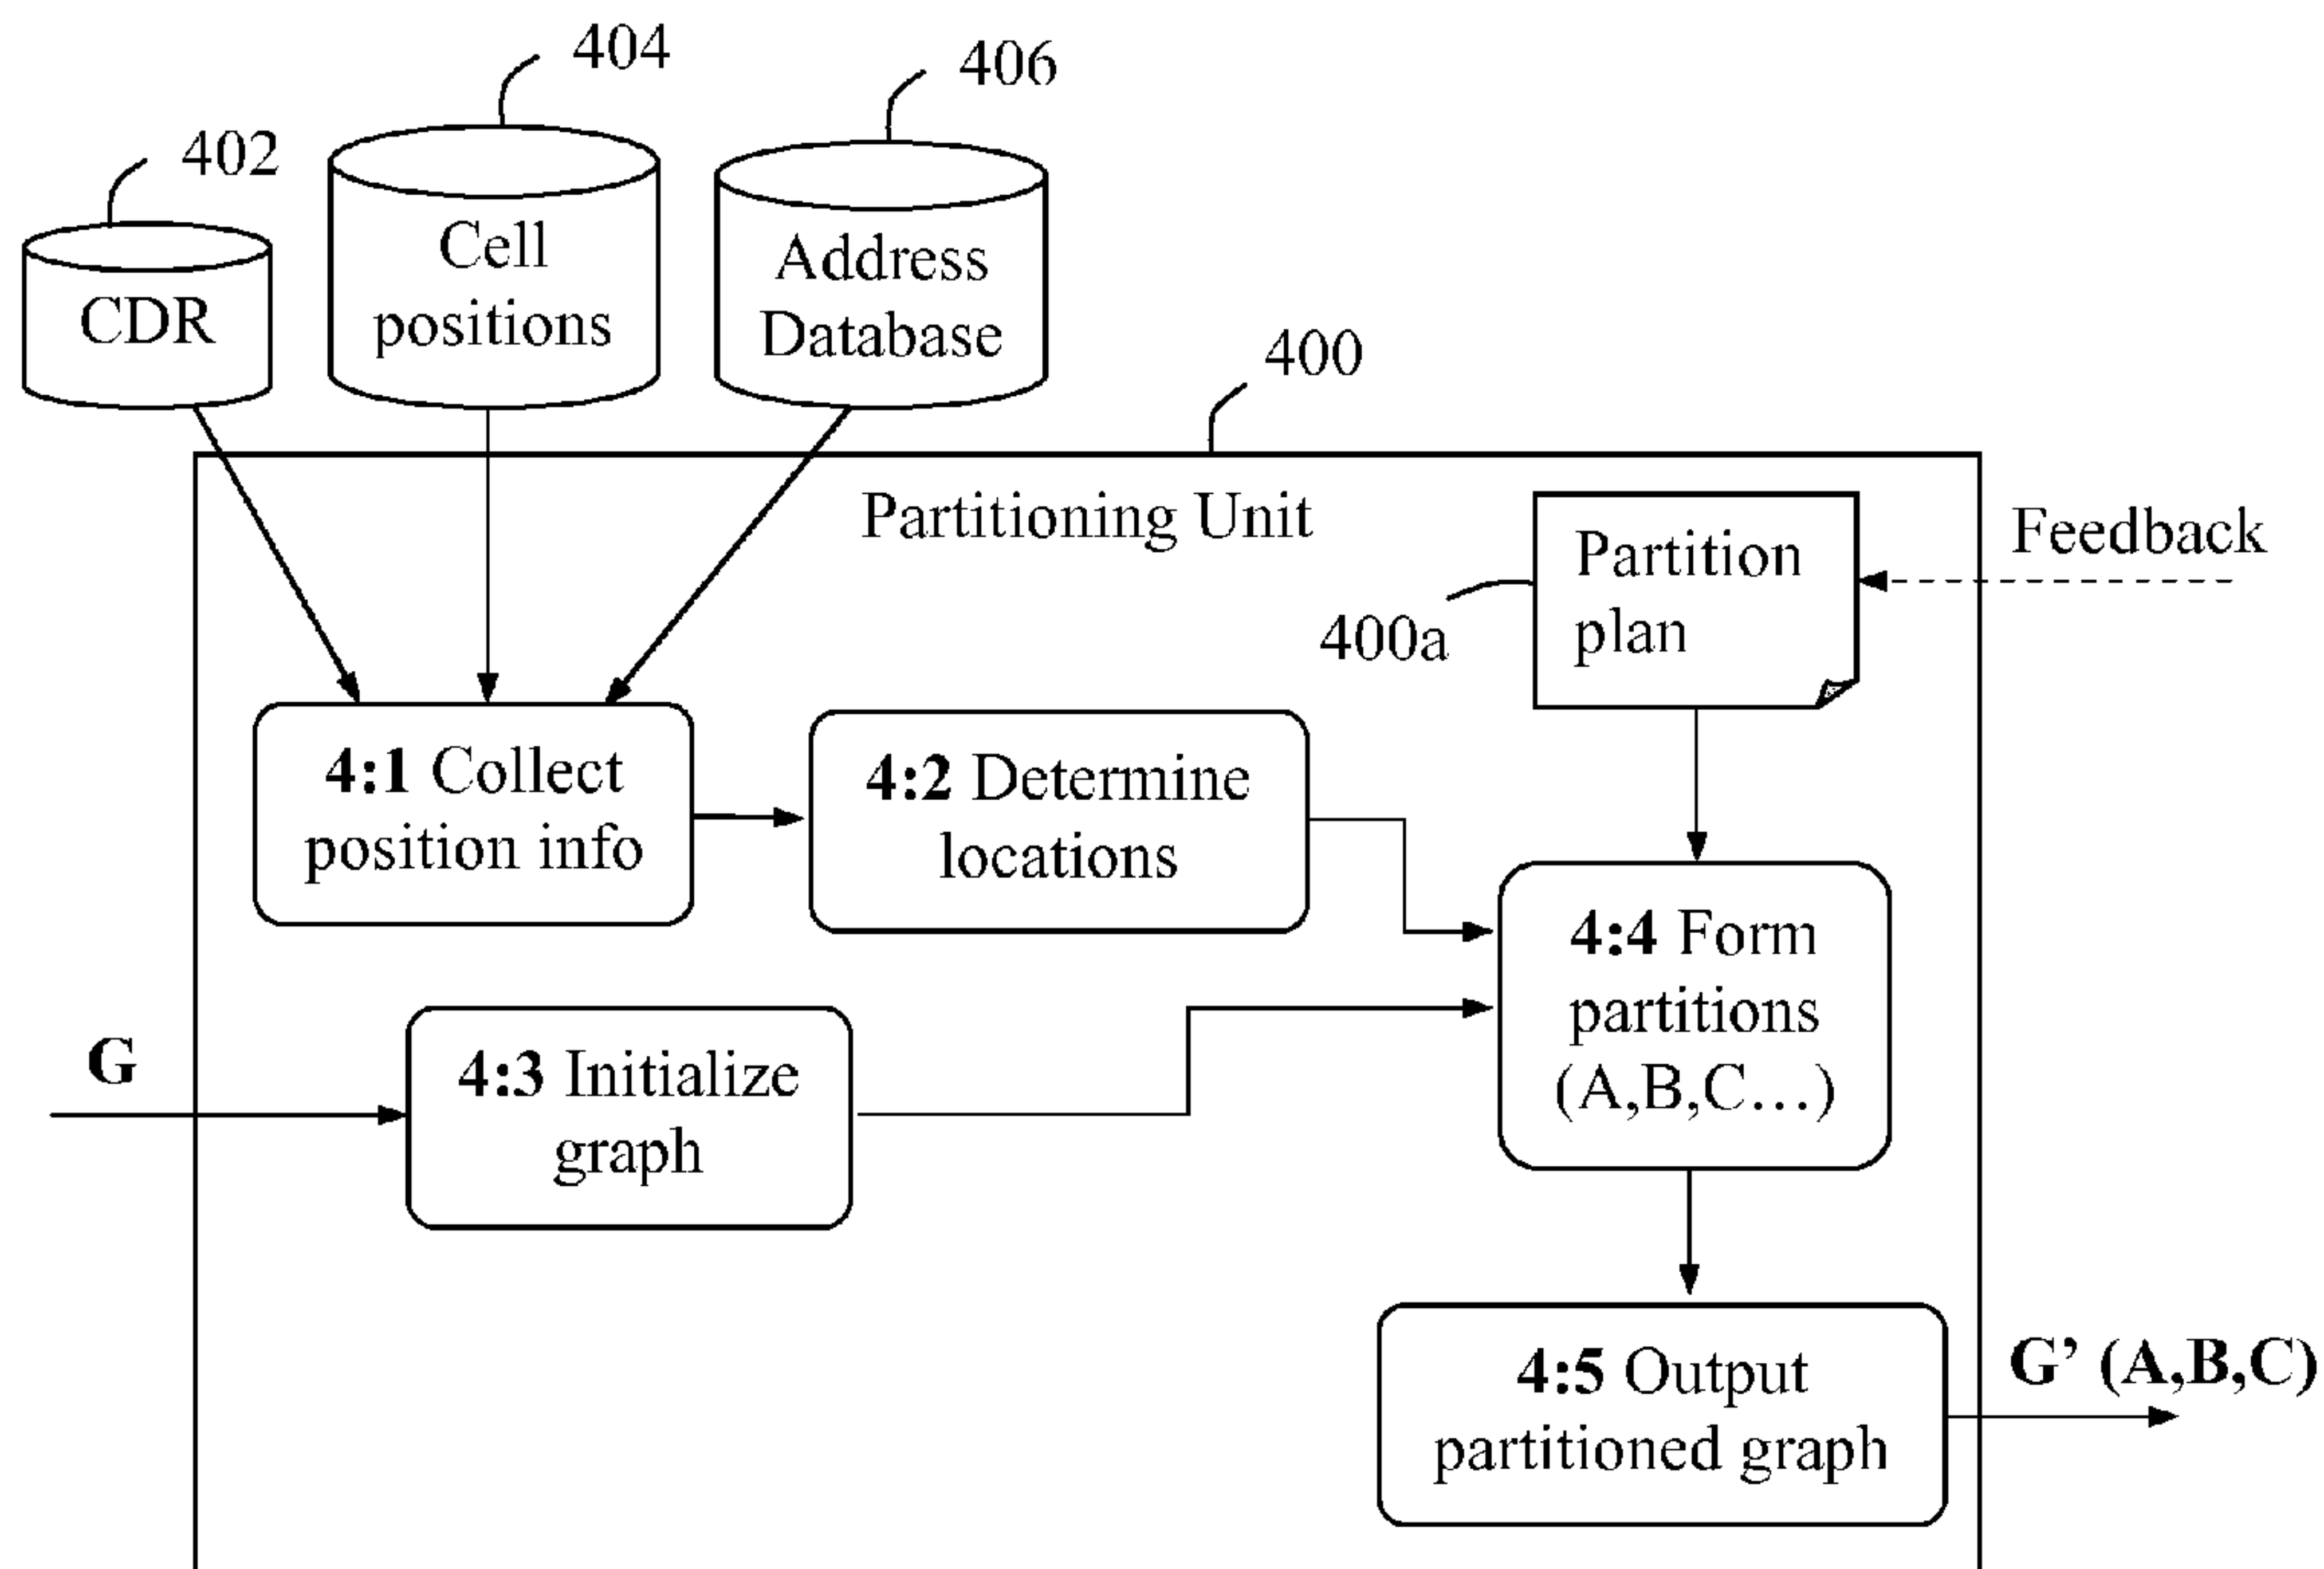 404
406
402
Cell
positions
Address
Database
CDR
400
Partitioning Unit
Feedback
Partition
plan
400a
4:1 Collect
position info
4:2 Determine
locations
4:4 Form
partitions
(A,B,C...)
G
4:3 Initialize
graph
4:5 Output
partitioned graph
G’ (A,B,C)